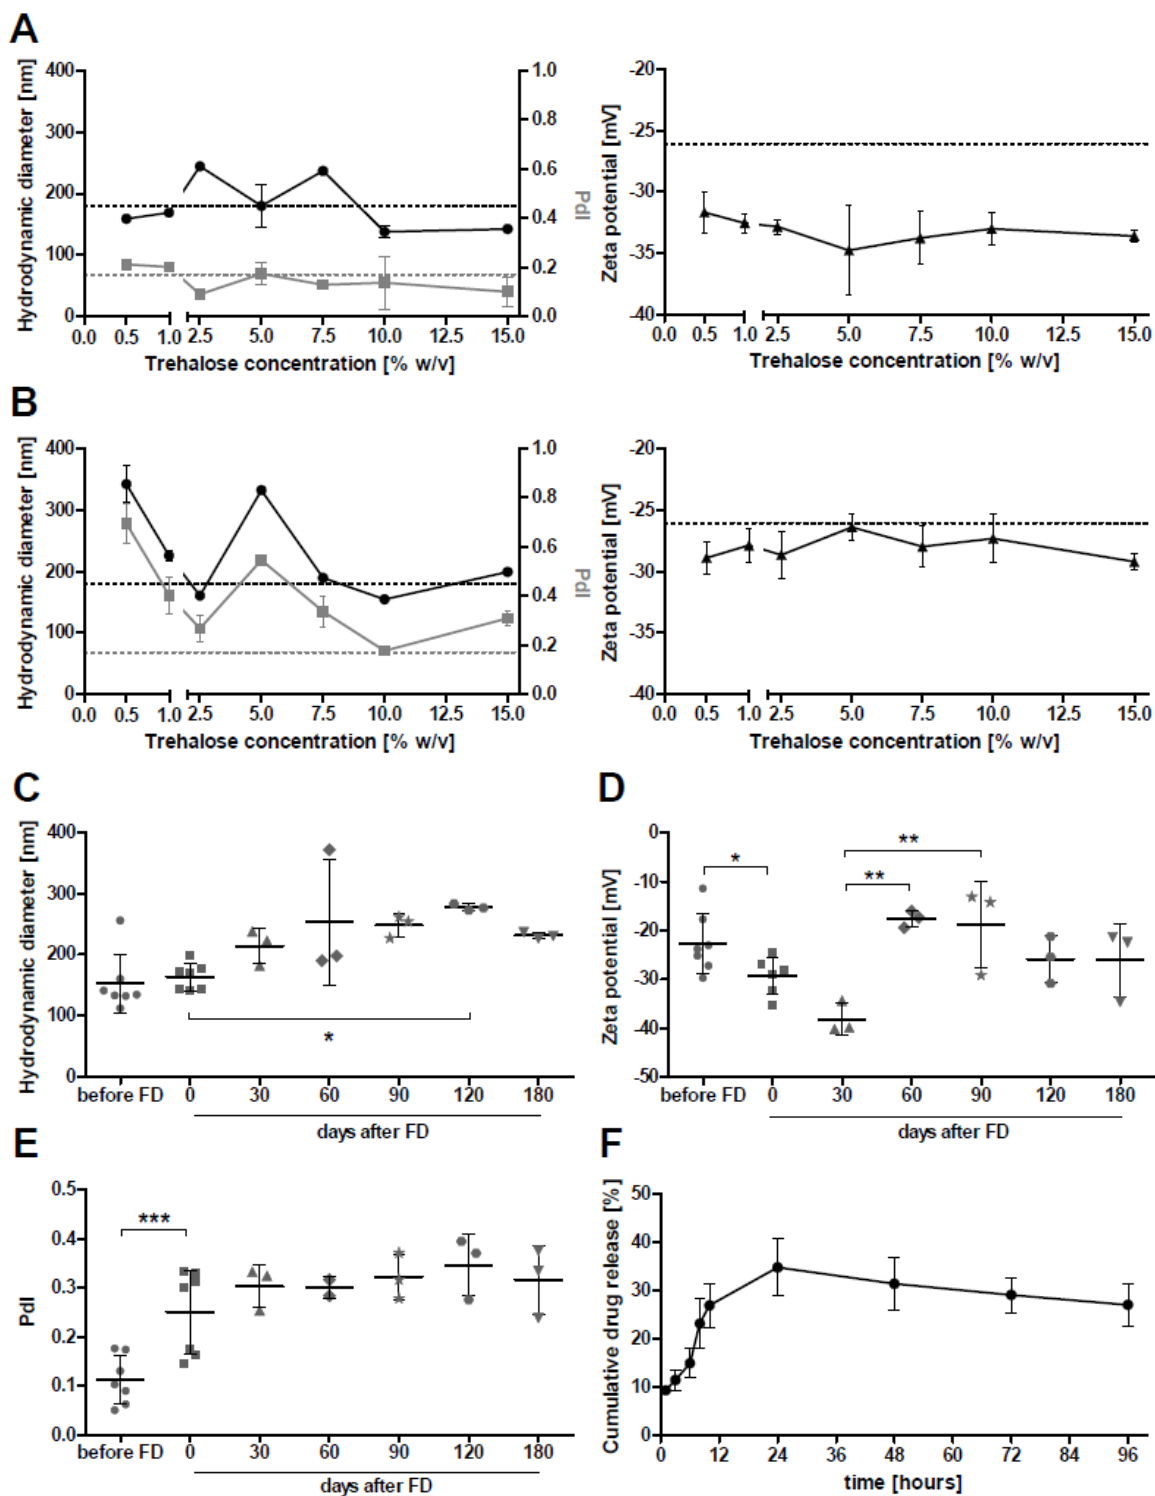 A
Hydrodynamic diameter [nm]
400
300
200
100
0
1.0
0.8
0.6
0.4
0.2
0.0
PdI
0.0 0.5 1.0 2.5 5.0 7.5 10.0 12.5 15.0
Trehalose concentration [% w/v]
Zeta potential [mV]
-20
-25
-30
-35
-40
0.0 0.5 1.0 2.5 5.0 7.5 10.0 12.5 15.0
Trehalose concentration [% w/v]
B
Hydrodynamic diameter [nm]
400
300
200
100
0
1.0
0.8
0.6
0.4
0.2
0.0
PdI
0.0 0.5 1.0 2.5 5.0 7.5 10.0 12.5 15.0
Trehalose concentration [% w/v]
Zeta potential [mV]
-20
-25
-30
-35
-40
0.0 0.5 1.0 2.5 5.0 7.5 10.0 12.5 15.0
Trehalose concentration [% w/v]
C
Hydrodynamic diameter [nm]
400
300
200
100
0
*
before FD 0 30 60 90 120 180
days after FD
D
Zeta potential [mV]
0
-10
-20
-30
-40
-50
*
**
**
before FD 0 30 60 90 120 180
days after FD
E
PdI
0.5
0.4
0.3
0.2
0.1
0.0
***
before FD 0 30 60 90 120 180
days after FD
F
Cumulative drug release [%]
50
40
30
20
10
0
0 12 24 36 48 60 72 84 96
time [hours]